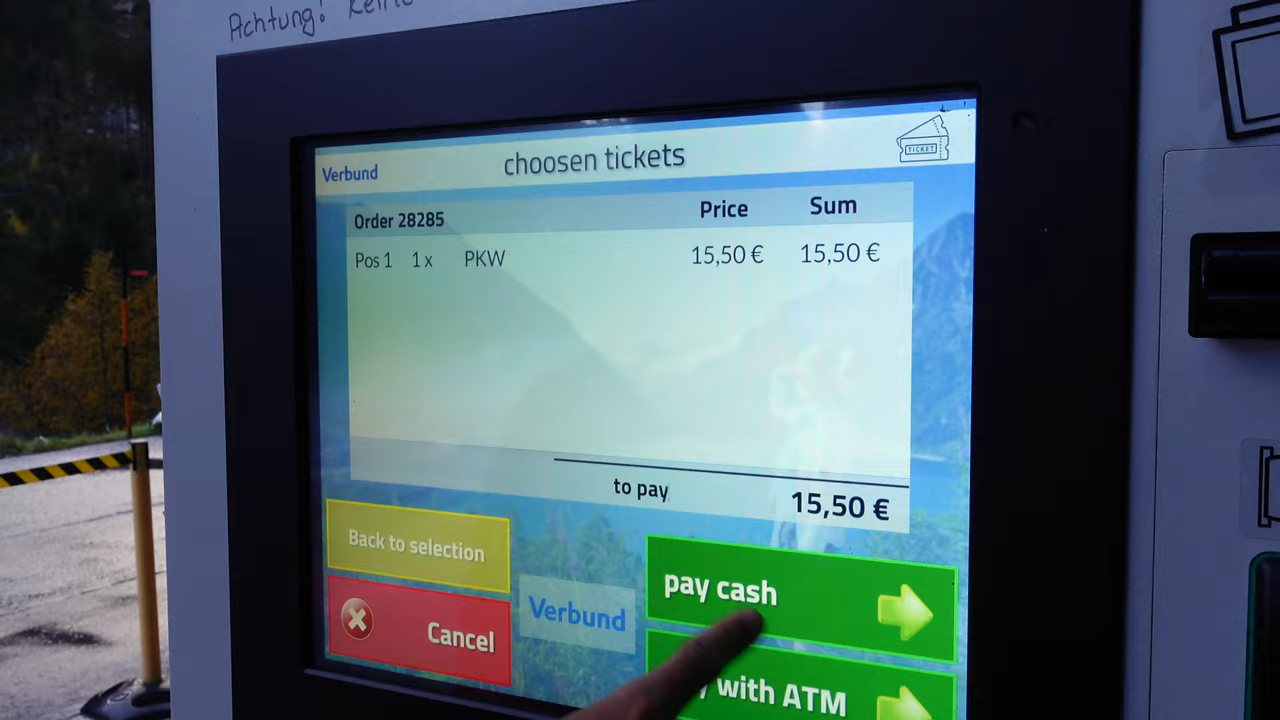 Achtung! Keine
Verbund
choosen tickets
TICKET
Order 28285 Price Sum
Pos 1 1 x PKW 15,50 € 15,50 €
to pay 15,50 €
Back to selection
pay cash
Cancel
Verbund
with ATM